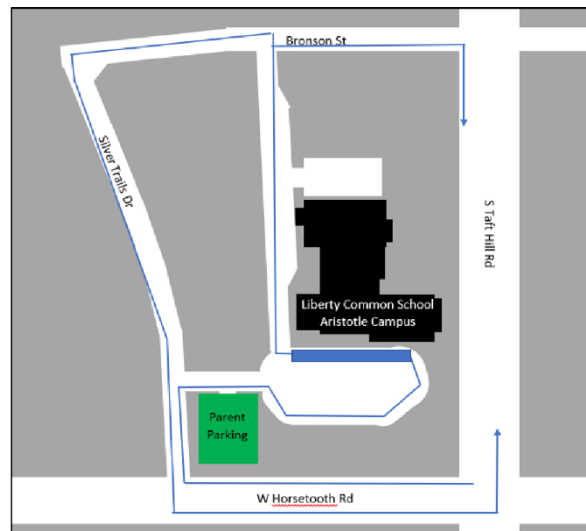 Bronson St
Silver Trails Dr
S Taft Hill Rd
Liberty Common School
Aristotle Campus
Parent
Parking
W Horsetooth Rd